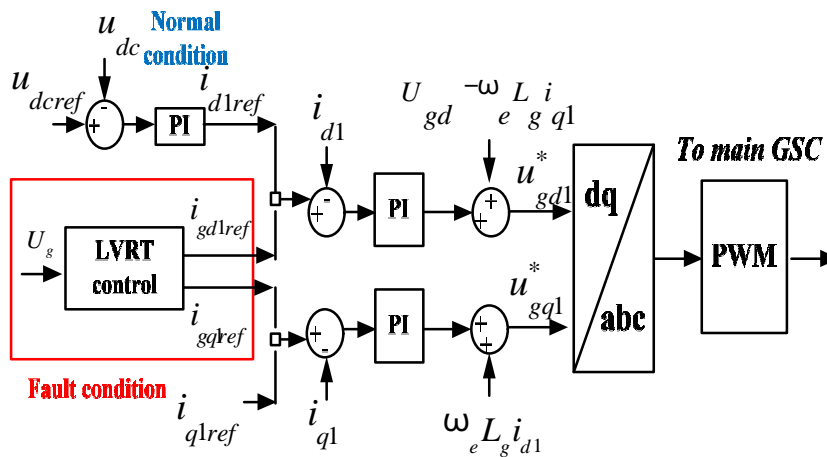 u_dc Normal condition
u_dcref
-
+
PI
i_d1ref
i_d1
-
+
PI
U_gd -ω_e L_g i_q1
+
+
u*_gd1
dq
abc
To main GSC
PWM
U_g
LVRT control
i_gd1ref
i_gq1ref
Fault condition
i_q1ref
+
-
i_q1
PI
+
+
ω_e L_g i_d1
u*_gq1